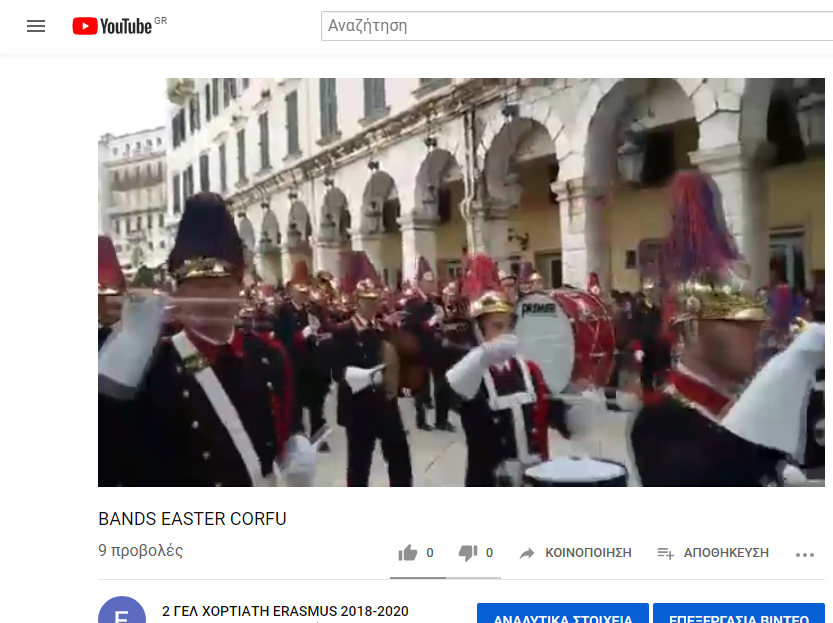 YouTube GR
Αναζήτηση
PREMIER
BANDS EASTER CORFU
9 προβολές
0
0
ΚΟΙΝΟΠΟΙΗΣΗ
ΑΠΟΘΗΚΕΥΣΗ
E
2 ΓΕΛ ΧΟΡΤΙΑΤΗ ERASMUS 2018-2020
ΑΝΑΛΥΤΙΚΑ ΣΤΟΙΧΕΙΑ
ΕΠΕΞΕΡΓΑΣΙΑ ΒΙΝΤΕΟ